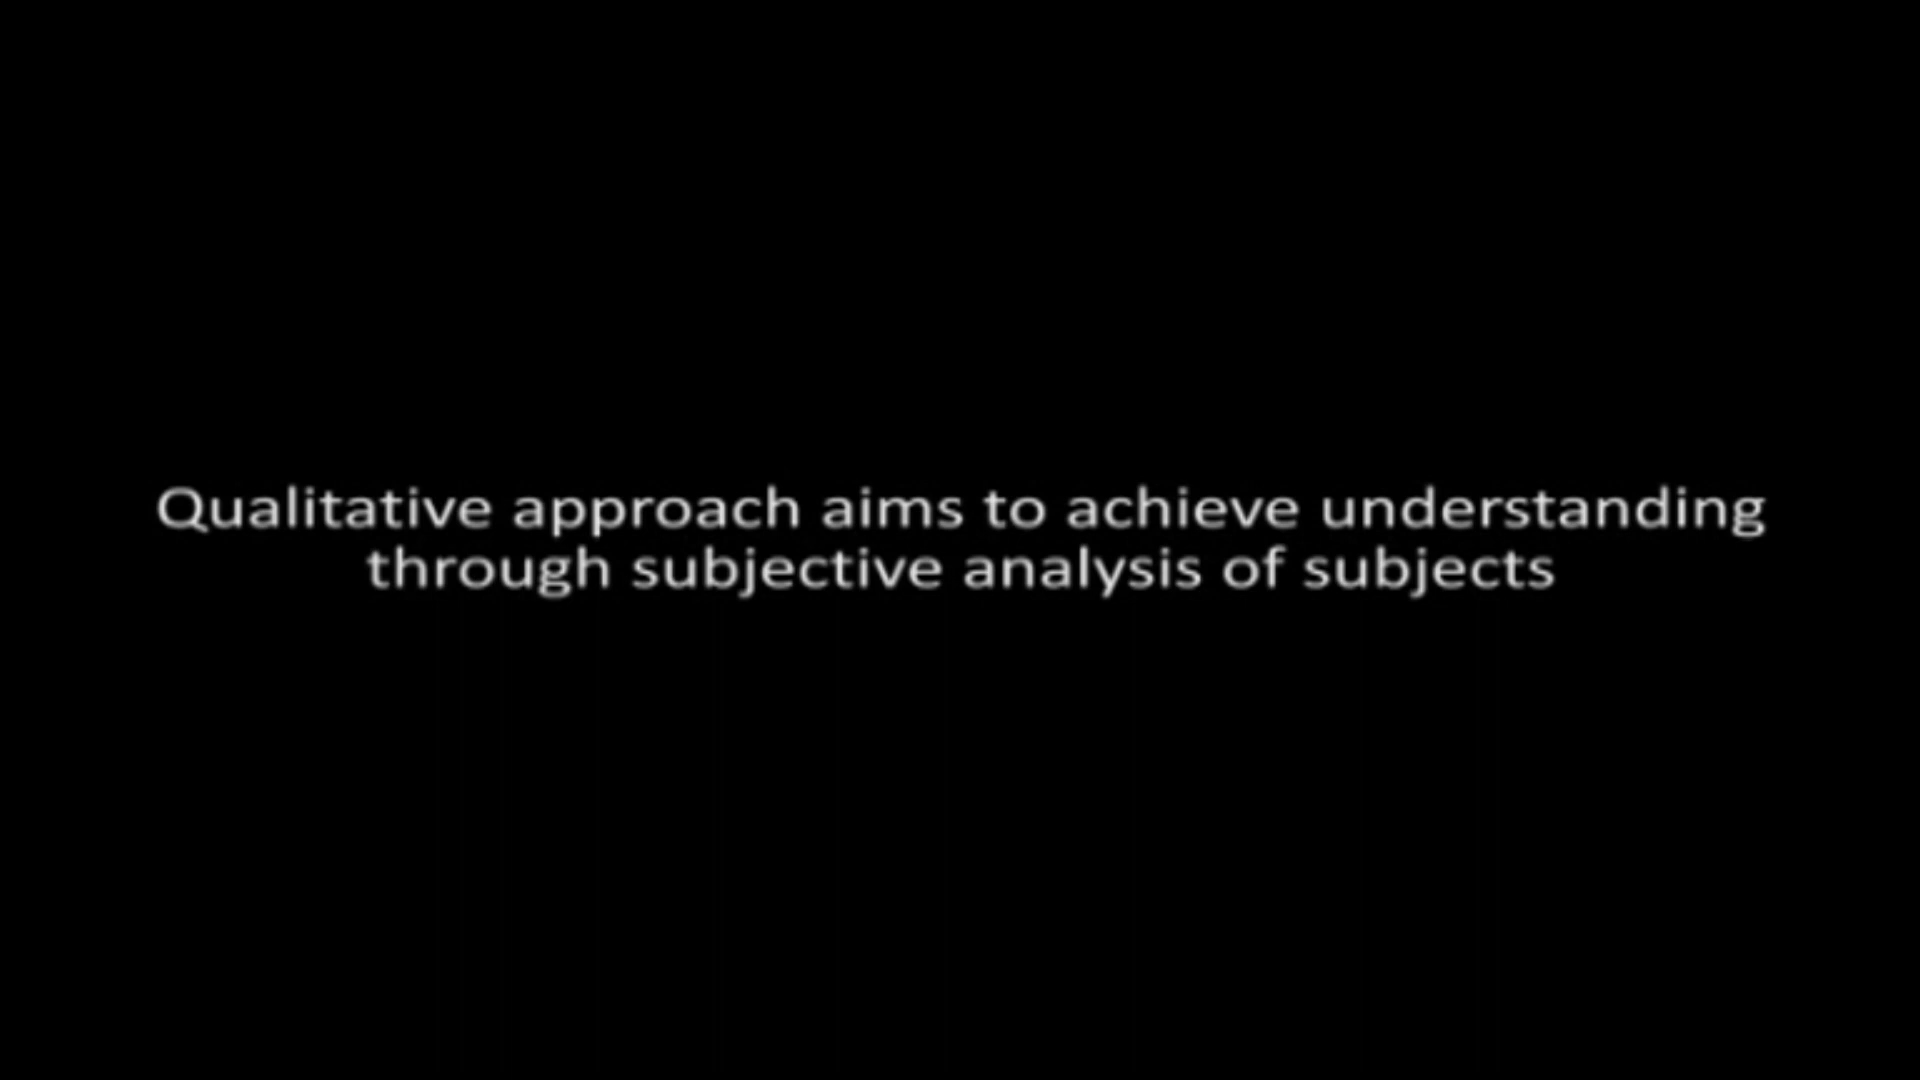 Qualitative approach aims to achieve understanding
through subjective analysis of subjects